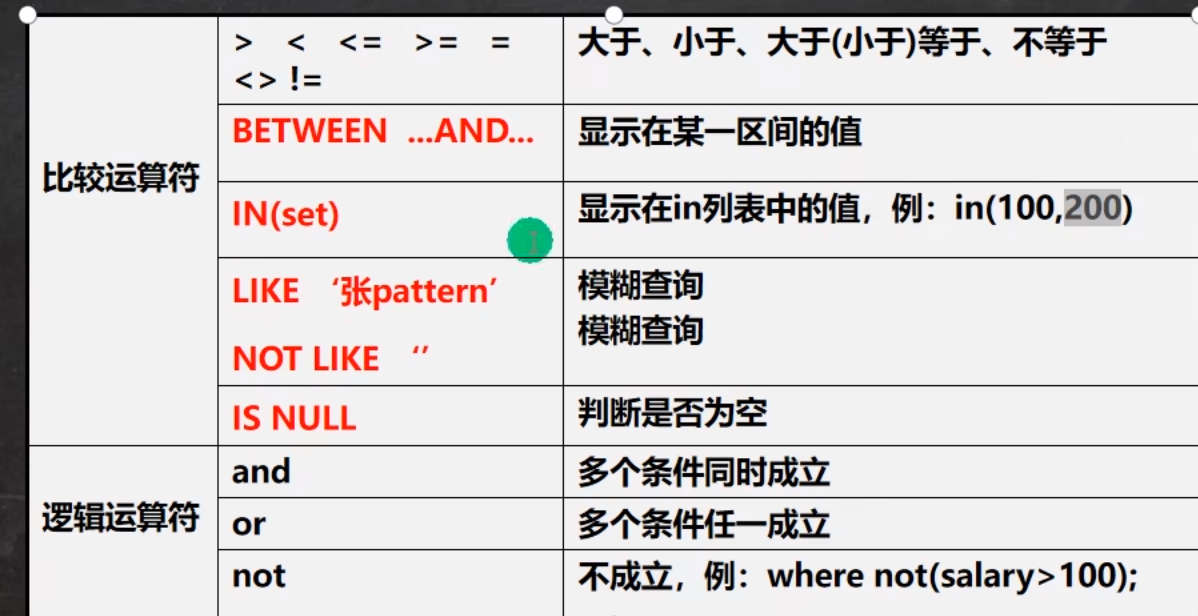 比较运算符
> < <= >= =
<> !=
大于、小于、大于(小于)等于、不等于
BETWEEN ...AND...
显示在某一区间的值
IN(set)
显示在in列表中的值，例：in(100,200)
LIKE ‘张pattern’
NOT LIKE ‘’
模糊查询
模糊查询
IS NULL
判断是否为空
逻辑运算符
and
多个条件同时成立
or
多个条件任一成立
not
不成立，例：where not(salary>100);